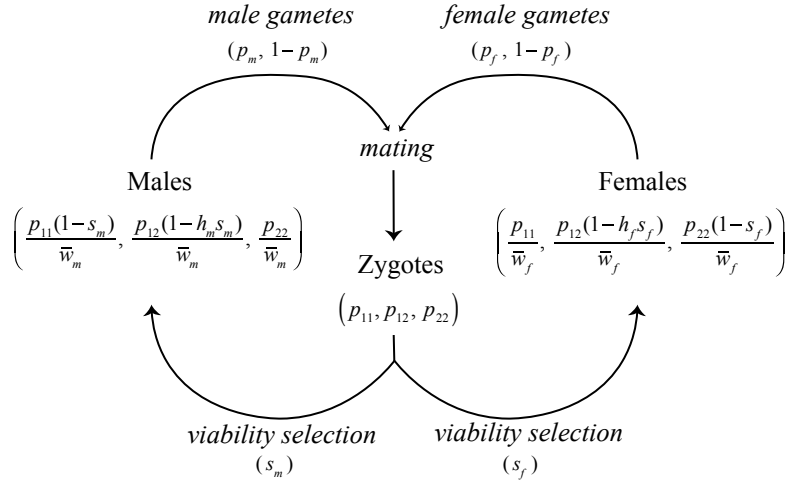 male gametes
(p_m, 1−p_m)
female gametes
(p_f, 1−p_f)
mating
Males
(p_11(1−s_m)/w̄_m, p_12(1−h_m s_m)/w̄_m, p_22/w̄_m)
Females
(p_11/w̄_f, p_12(1−h_f s_f)/w̄_f, p_22(1−s_f)/w̄_f)
Zygotes
(p_11, p_12, p_22)
viability selection
(s_m)
viability selection
(s_f)